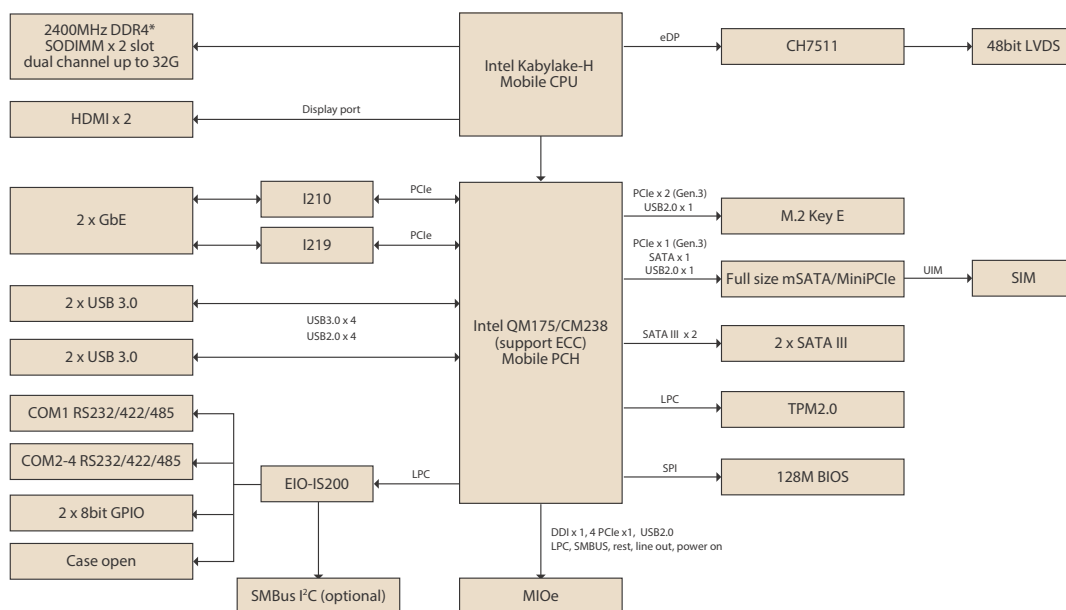 2400MHz DDR4*
SODIMM x 2 slot
dual channel up to 32G
Intel Kabylake-H
Mobile CPU
eDP
CH7511
48bit LVDS
HDMI x 2
Display port
2 x GbE
I210
PCIe
I219
PCIe
PCIe x 2 (Gen.3)
USB2.0 x 1
M.2 Key E
PCIe x 1 (Gen.3)
SATA x 1
USB2.0 x 1
Full size mSATA/MiniPCIe
UIM
SIM
2 x USB 3.0
USB3.0 x 4
USB2.0 x 4
2 x USB 3.0
Intel QM175/CM238
(support ECC)
Mobile PCH
SATA III x 2
2 x SATA III
COM1 RS232/422/485
LPC
TPM2.0
COM2-4 RS232/422/485
EIO-IS200
LPC
SPI
128M BIOS
2 x 8bit GPIO
Case open
DDI x 1, 4 PCIe x1, USB2.0
LPC, SMBUS, rest, line out, power on
SMBus I²C (optional)
MIOe